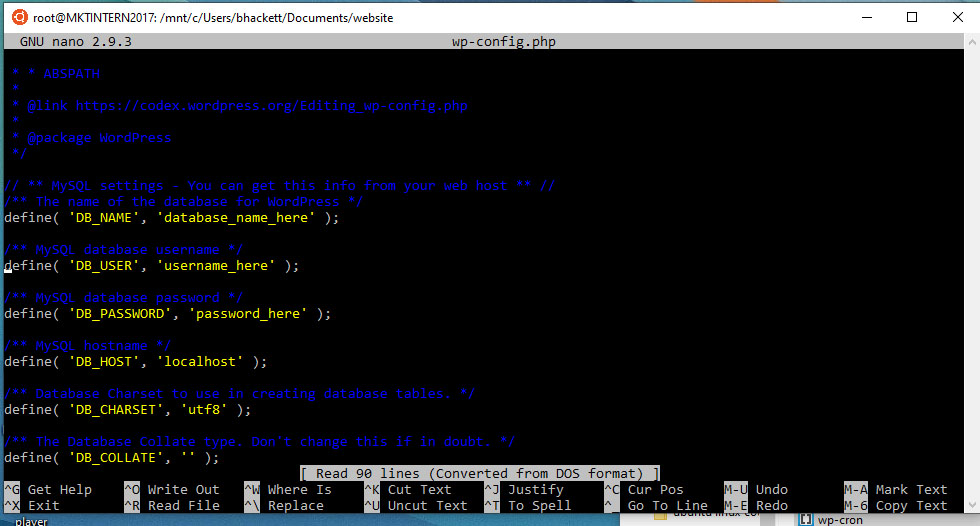 root@MKTINTERN2017: /mnt/c/Users/bhackett/Documents/website
GNU nano 2.9.3 wp-config.php
* * ABSPATH
*
* @link https://codex.wordpress.org/Editing_wp-config.php
*
* @package WordPress
*/
// ** MySQL settings - You can get this info from your web host ** //
/** The name of the database for WordPress */
define( 'DB_NAME', 'database_name_here' );
/** MySQL database username */
define( 'DB_USER', 'username_here' );
/** MySQL database password */
define( 'DB_PASSWORD', 'password_here' );
/** MySQL hostname */
define( 'DB_HOST', 'localhost' );
/** Database Charset to use in creating database tables. */
define( 'DB_CHARSET', 'utf8' );
/** The Database Collate type. Don't change this if in doubt. */
define( 'DB_COLLATE', '' );
[ Read 90 lines (Converted from DOS format) ]
^G Get Help ^O Write Out ^W Where Is ^K Cut Text ^J Justify ^C Cur Pos M-U Undo M-A Mark Text
^X Exit ^R Read File ^\ Replace ^U Uncut Text ^T To Spell ^_ Go To Line M-E Redo M-6 Copy Text
player ubuntu linux wp-cron